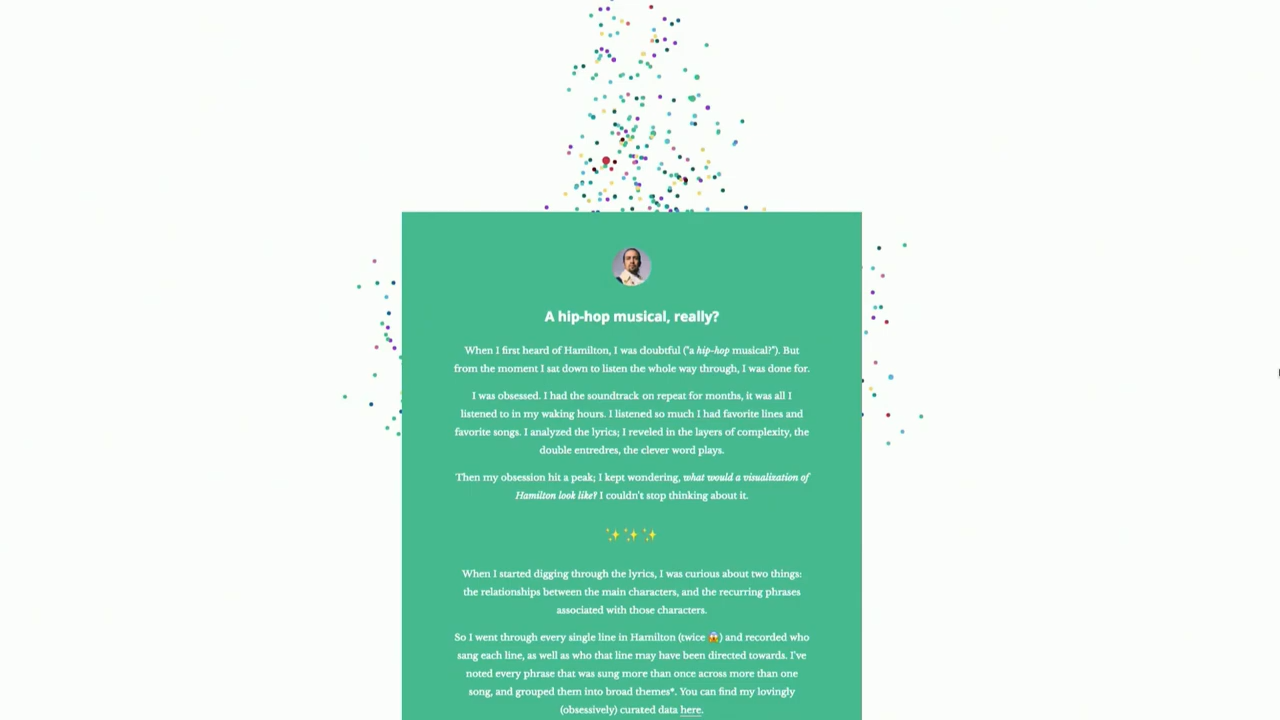 A hip-hop musical, really?
When I first heard of Hamilton, I was doubtful ("a hip-hop musical?"). But
from the moment I sat down to listen the whole way through, I was done for.
I was obsessed. I had the soundtrack on repeat for months, it was all I
listened to in my waking hours. I listened so much I had favorite lines and
favorite songs. I analyzed the lyrics; I reveled in the layers of complexity, the
double entredres, the clever word plays.
Then my obsession hit a peak; I kept wondering, what would a visualization of
Hamilton look like? I couldn't stop thinking about it.
✨ ✨ ✨
When I started digging through the lyrics, I was curious about two things:
the relationships between the main characters, and the recurring phrases
associated with those characters.
So I went through every single line in Hamilton (twice 😱) and recorded who
sang each line, as well as who that line may have been directed towards. I've
noted every phrase that was sung more than once across more than one
song, and grouped them into broad themes*. You can find my lovingly
(obsessively) curated data here.